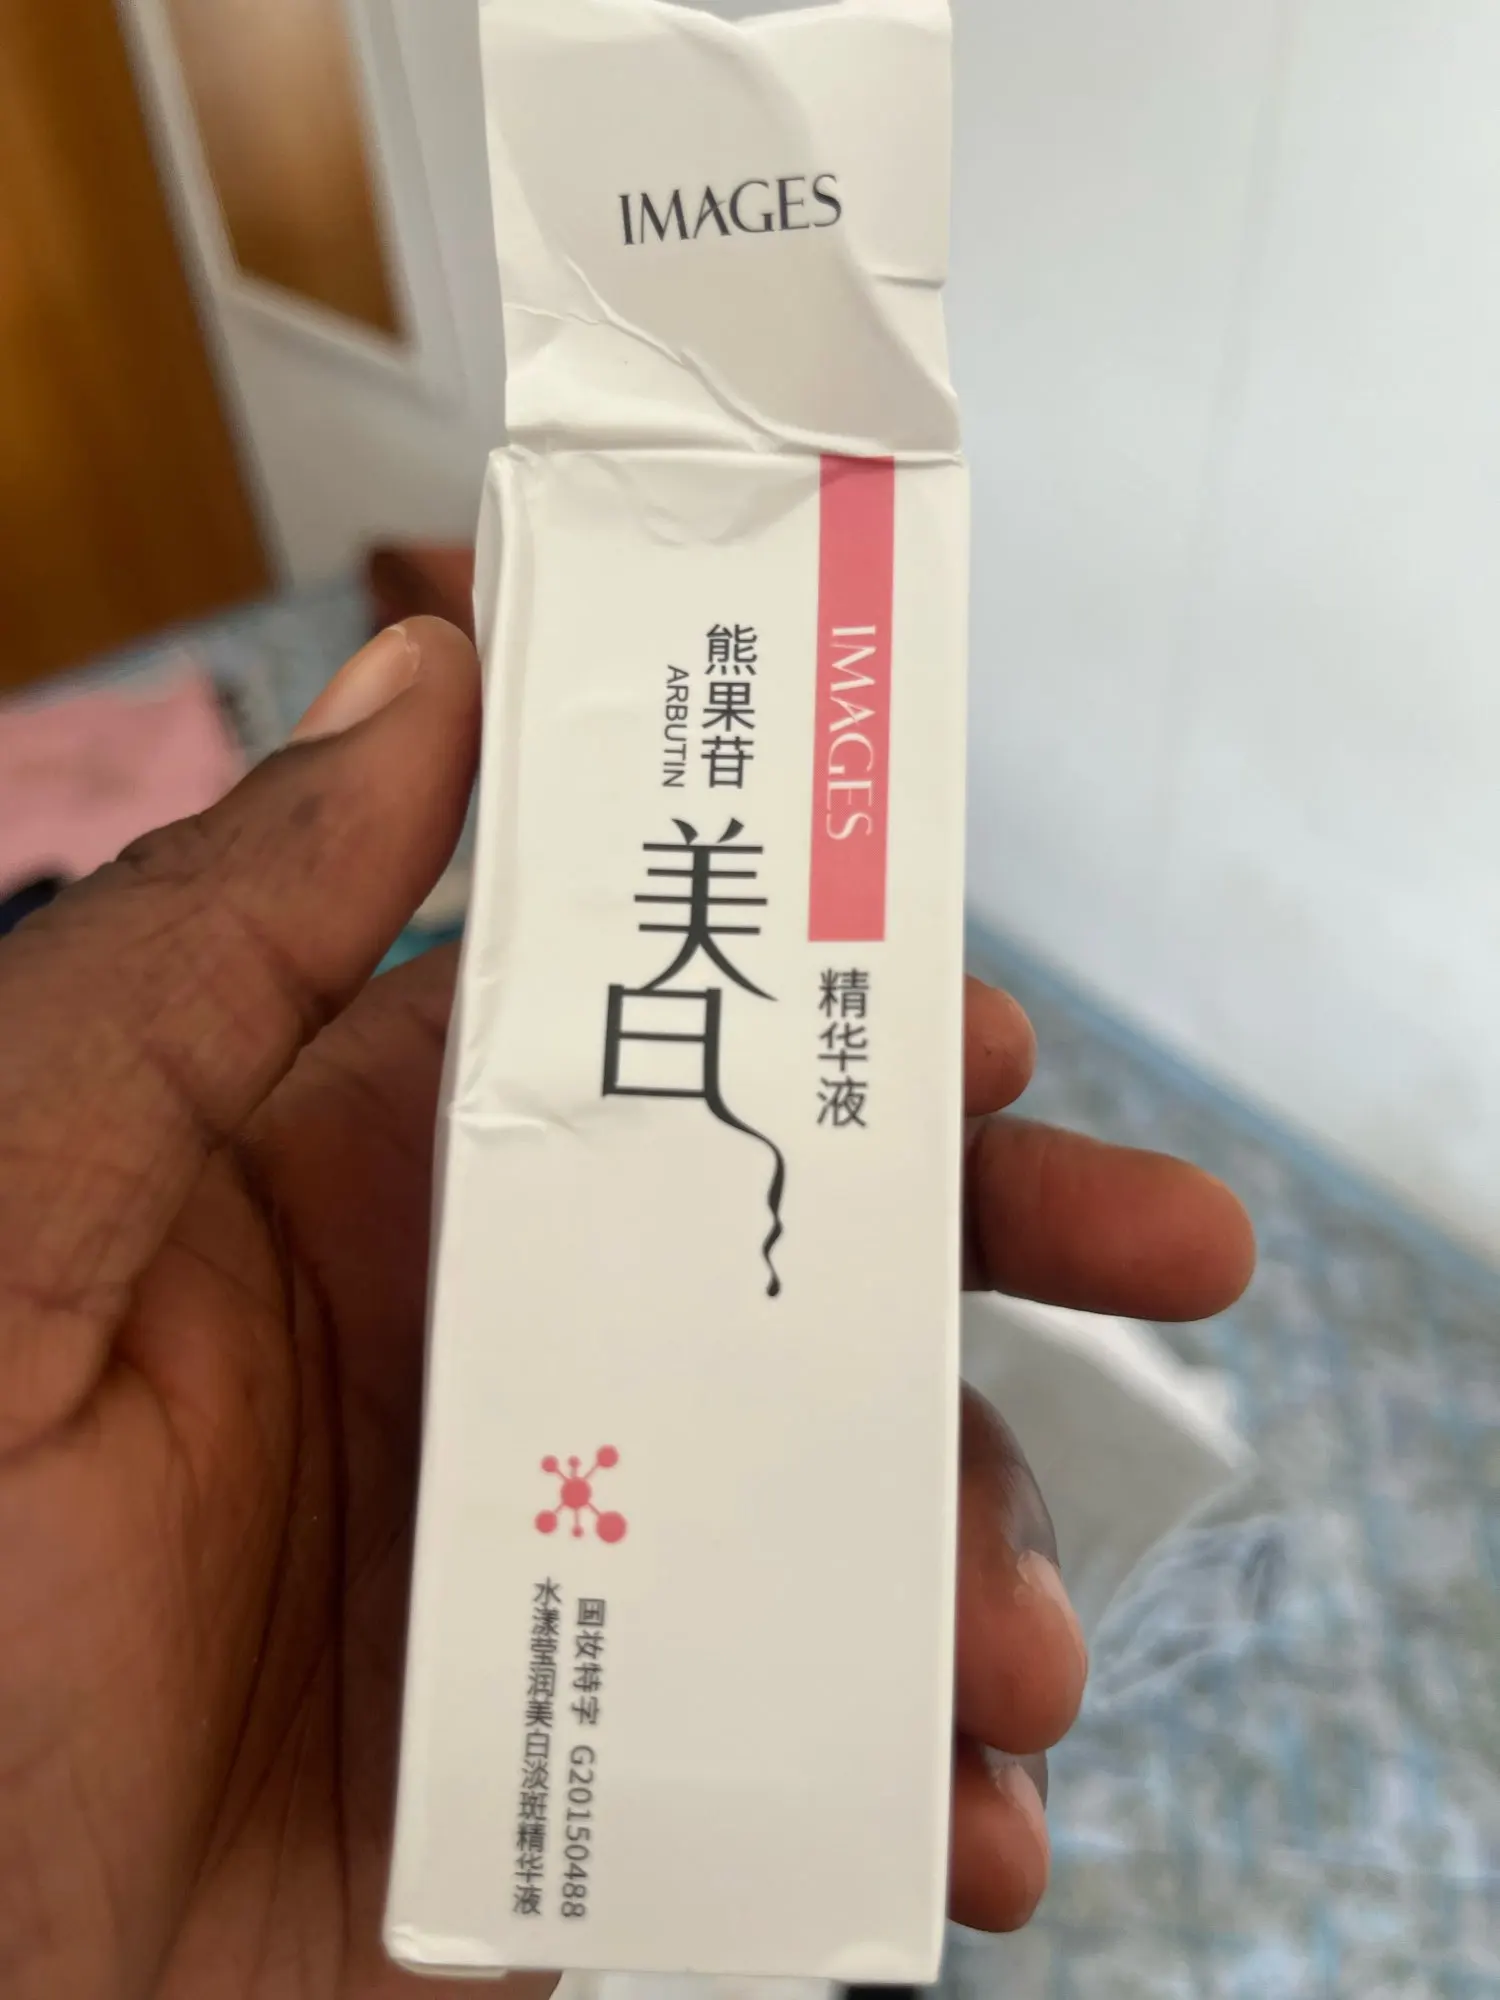 IMAGES
IMAGES
精华液
熊果苷
ARBUTIN
美白
国妆特字 G20150488
水漾莹润美白淡斑精华液